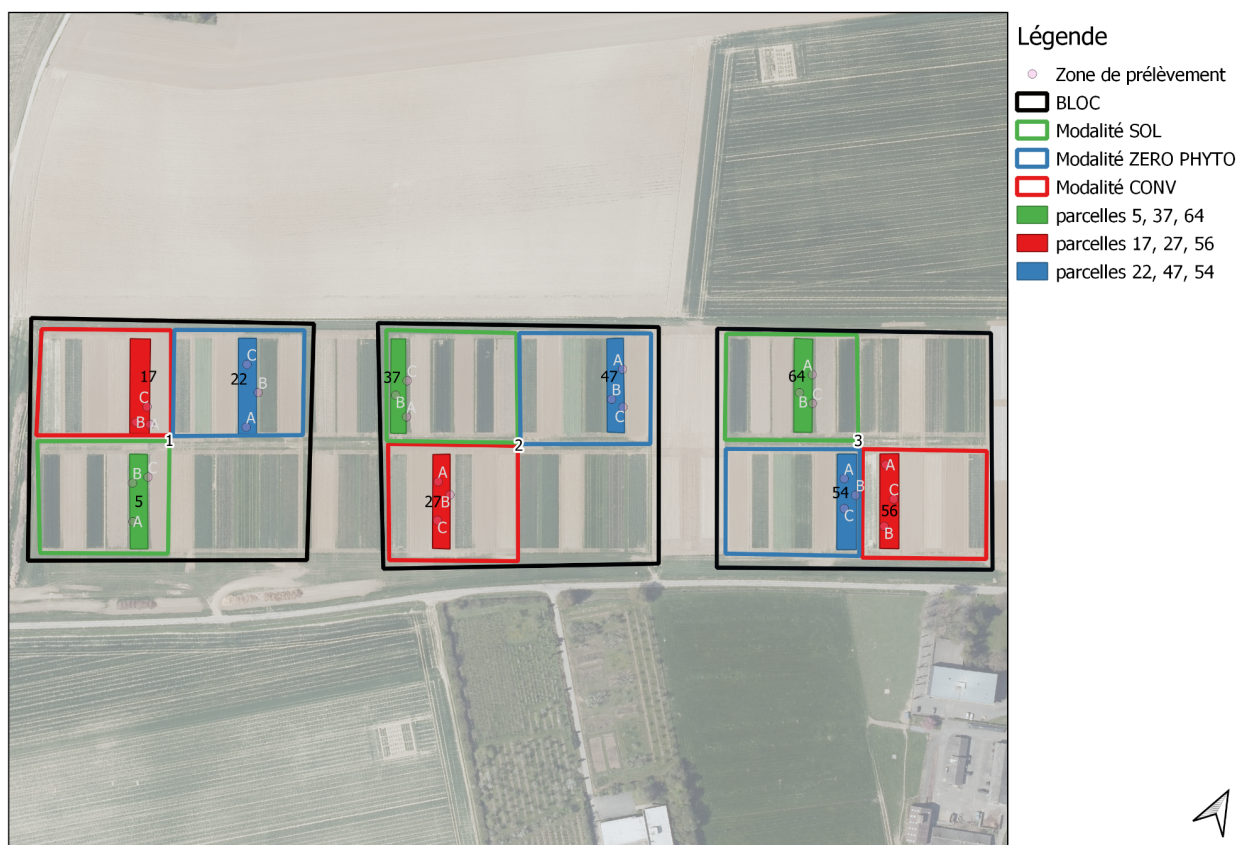 Légende
Zone de prélèvement
BLOC
Modalité SOL
Modalité ZERO PHYTO
Modalité CONV
parcelles 5, 37, 64
parcelles 17, 27, 56
parcelles 22, 47, 54
17
C
B
A
C
22
B
A
1
B
C
5
A
37
C
B
A
A
47
B
C
2
A
27
B
C
A
64
B
C
3
A
54
B
C
A
C
56
B